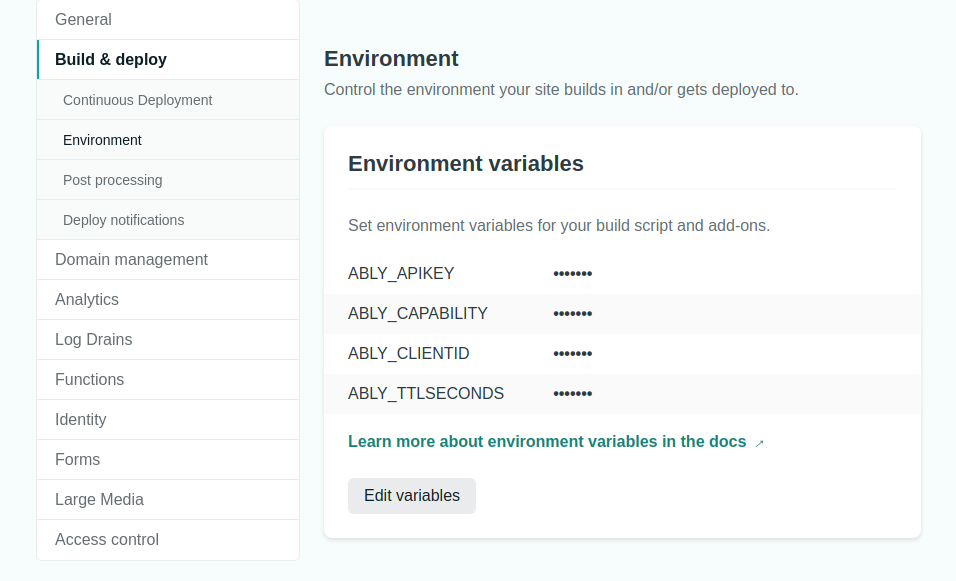 General
Build & deploy
Continuous Deployment
Environment
Post processing
Deploy notifications
Domain management
Analytics
Log Drains
Functions
Identity
Forms
Large Media
Access control
Environment
Control the environment your site builds in and/or gets deployed to.
Environment variables
Set environment variables for your build script and add-ons.
ABLY_APIKEY •••••••
ABLY_CAPABILITY •••••••
ABLY_CLIENTID •••••••
ABLY_TTLSECONDS •••••••
Learn more about environment variables in the docs ↗
Edit variables